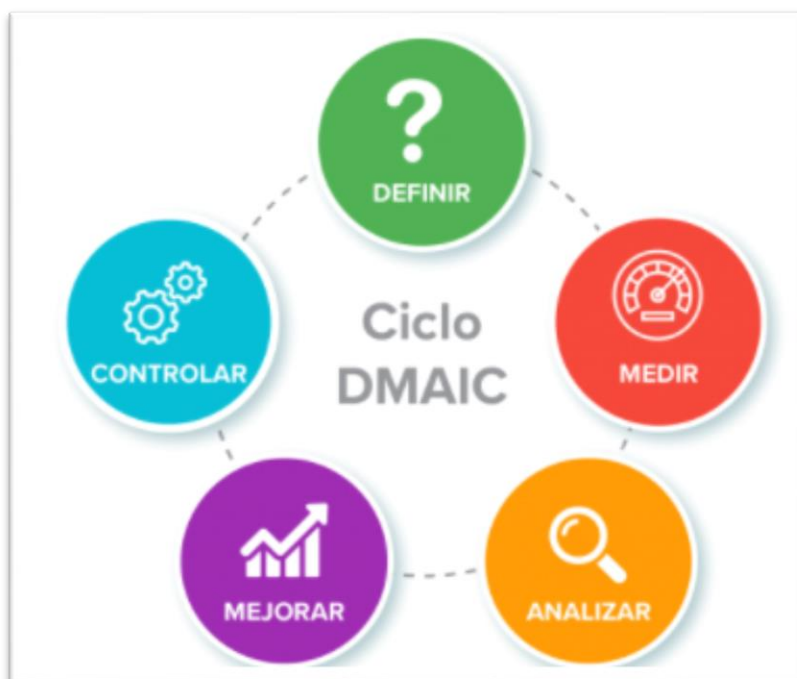 ?
DEFINIR
Ciclo
DMAIC
MEDIR
ANALIZAR
MEJORAR
CONTROLAR